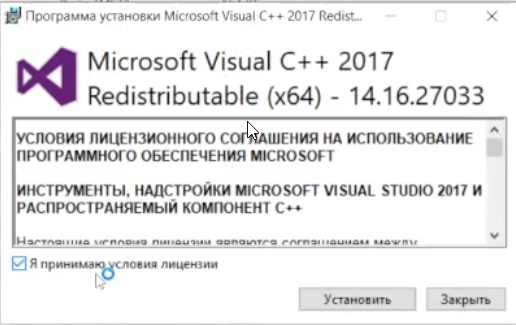 Программа установки Microsoft Visual C++ 2017 Redist...
Microsoft Visual C++ 2017
Redistributable (x64) - 14.16.27033
УСЛОВИЯ ЛИЦЕНЗИОННОГО СОГЛАШЕНИЯ НА ИСПОЛЬЗОВАНИЕ
ПРОГРАММНОГО ОБЕСПЕЧЕНИЯ MICROSOFT
ИНСТРУМЕНТЫ, НАДСТРОЙКИ MICROSOFT VISUAL STUDIO 2017 И
РАСПРОСТРАНЯЕМЫЙ КОМПОНЕНТ C++
Настоящие условия лицензии являются соглашением между
Я принимаю условия лицензии
Установить Закрыть